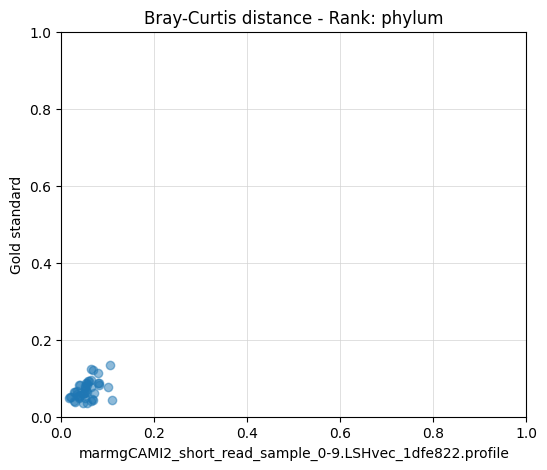 Bray-Curtis distance - Rank: phylum
1.0
0.8
0.6
0.4
0.2
0.0
Gold standard
0.0 0.2 0.4 0.6 0.8 1.0
marmgCAMI2_short_read_sample_0-9.LSHvec_1dfe822.profile